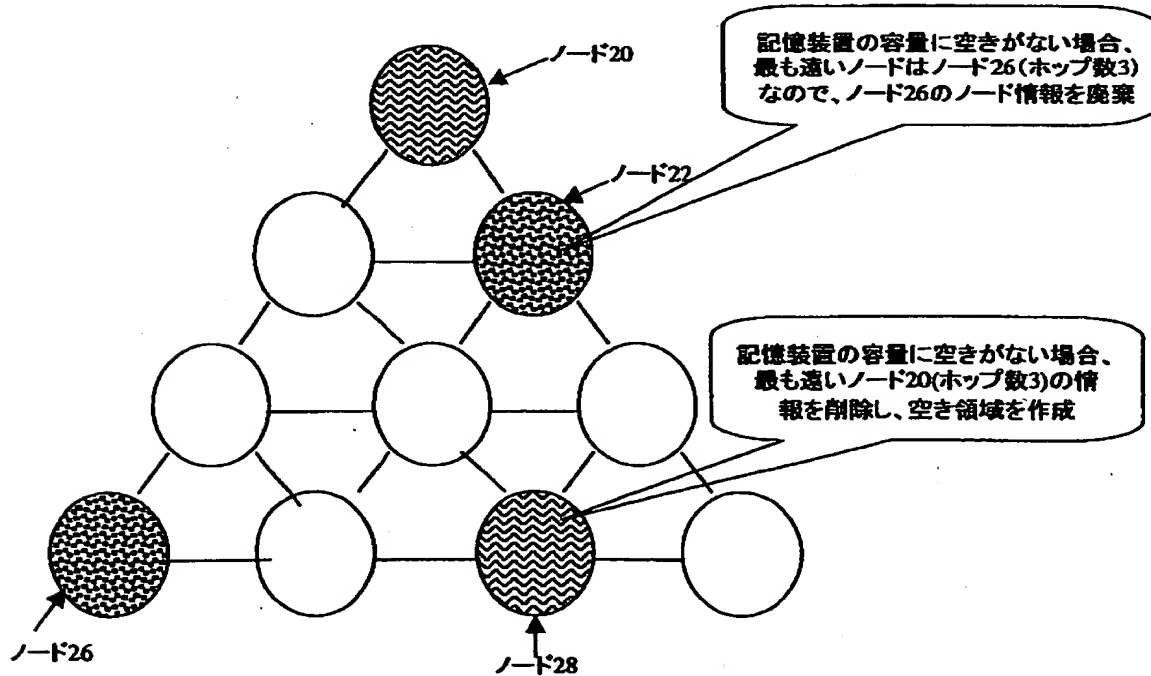 ノード20
記憶装置の容量に空きがない場合、
最も遠いノードはノード26(ホップ数3)
なので、ノード26のノード情報を廃棄
ノード22
記憶装置の容量に空きがない場合、
最も遠いノード20(ホップ数3)の情
報を削除し、空き領域を作成
ノード26
ノード28